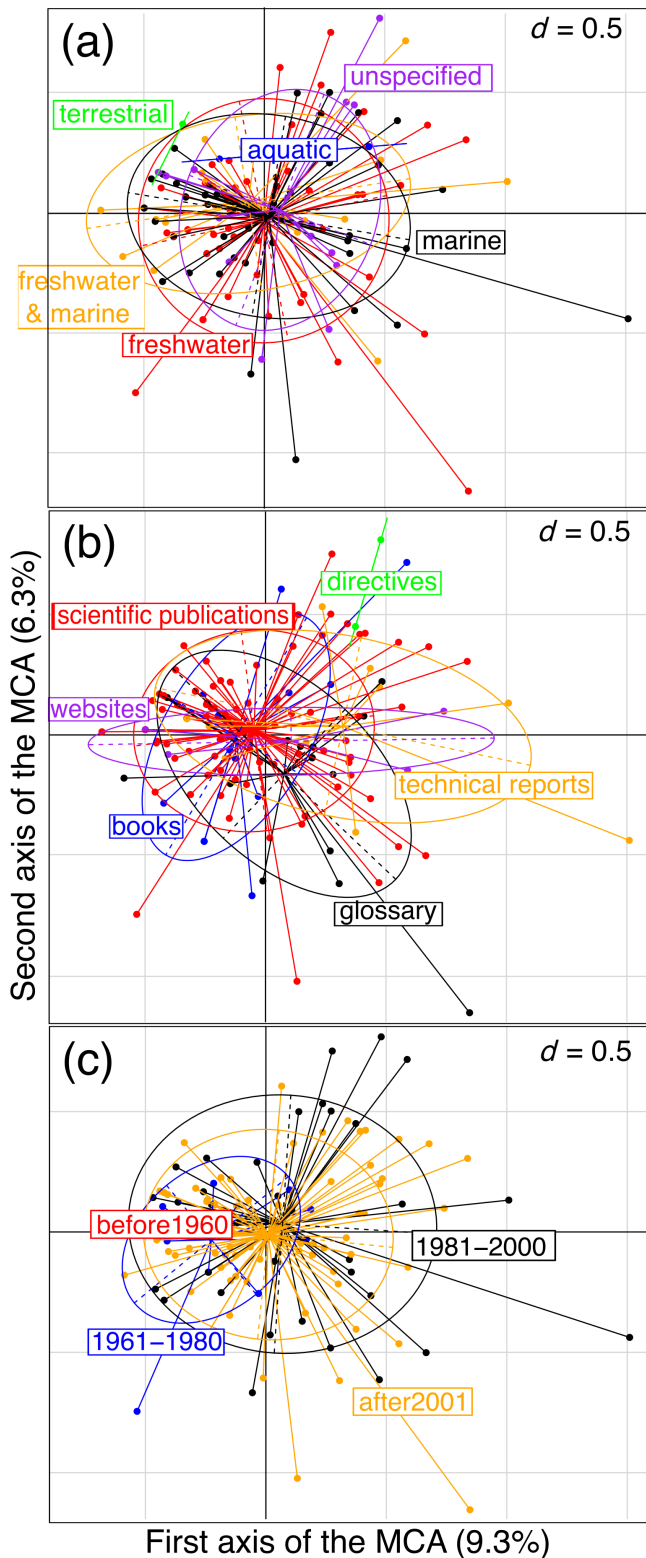 (a)
d = 0.5
unspecified
terrestrial
aquatic
marine
freshwater
& marine
freshwater
(b)
d = 0.5
directives
scientific publications
websites
technical reports
books
glossary
Second axis of the MCA (6.3%)
(c)
d = 0.5
before1960
1981–2000
1961–1980
after2001
First axis of the MCA (9.3%)